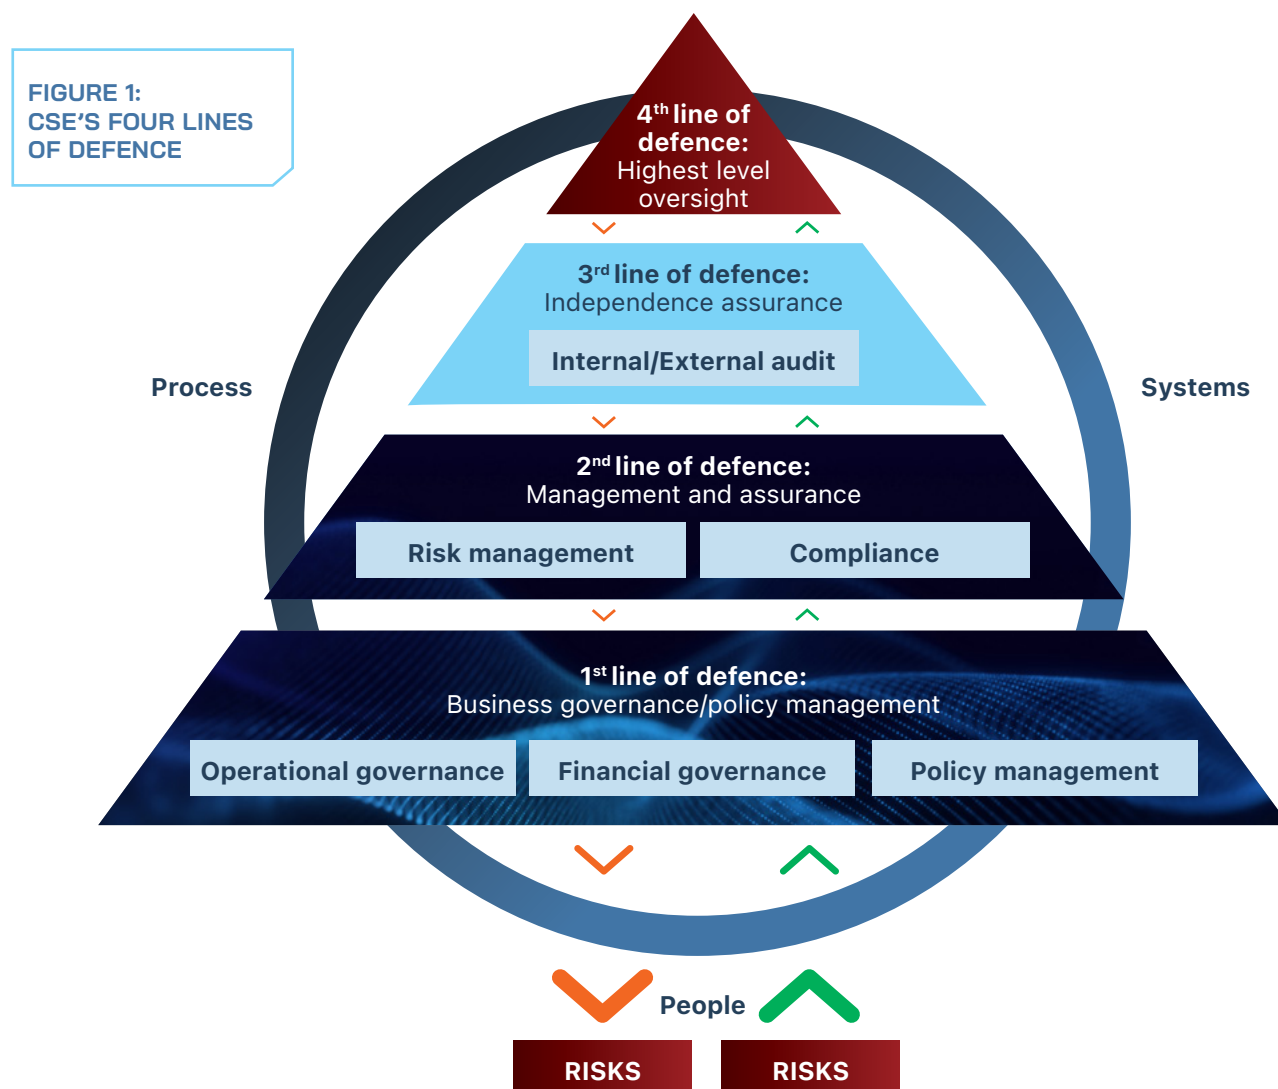 FIGURE 1:
CSE'S FOUR LINES
OF DEFENCE
4th line of
defence:
Highest level
oversight
3rd line of defence:
Independence assurance
Internal/External audit
Process
Systems
2nd line of defence:
Management and assurance
Risk management
Compliance
1st line of defence:
Business governance/policy management
Operational governance
Financial governance
Policy management
People
RISKS
RISKS